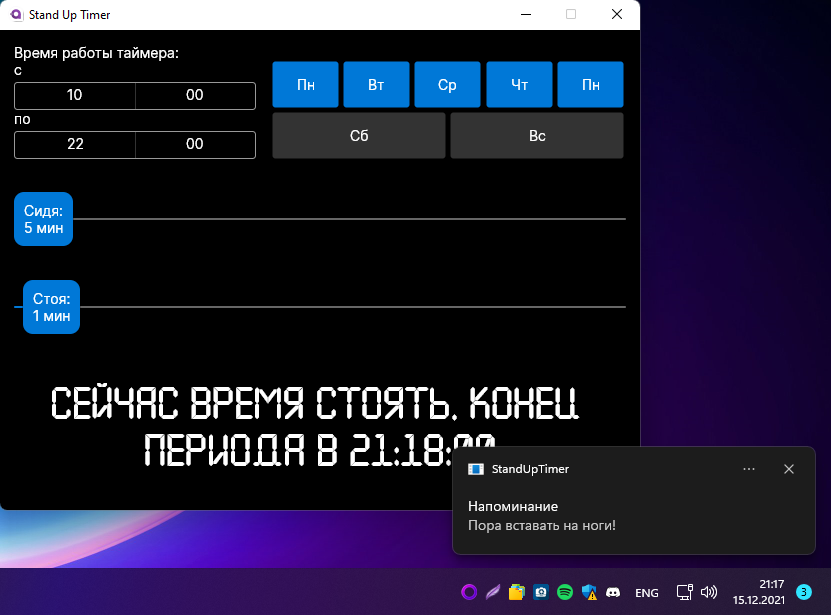 Stand Up Timer
Время работы таймера:
с
10 00
по
22 00
Пн Вт Ср Чт Пн
Сб Вс
Сидя:
5 мин
Стоя:
1 мин
СЕЙЧАС ВРЕМЯ СТОЯТЬ. КОНЕЦ
ПЕРИОДА В 21:18:00
StandUpTimer
Напоминание
Пора вставать на ноги!
ENG
21:17
15.12.2021
3